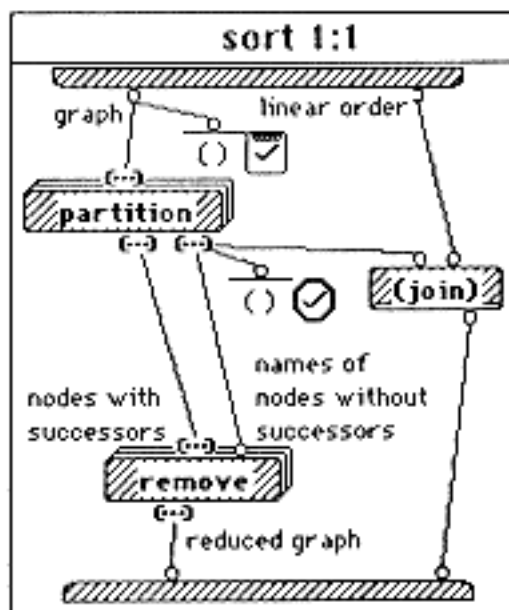 sort 1:1
graph
linear order
( )
partition
(join)
( )
names of
nodes with
nodes without
successors
successors
remove
reduced graph